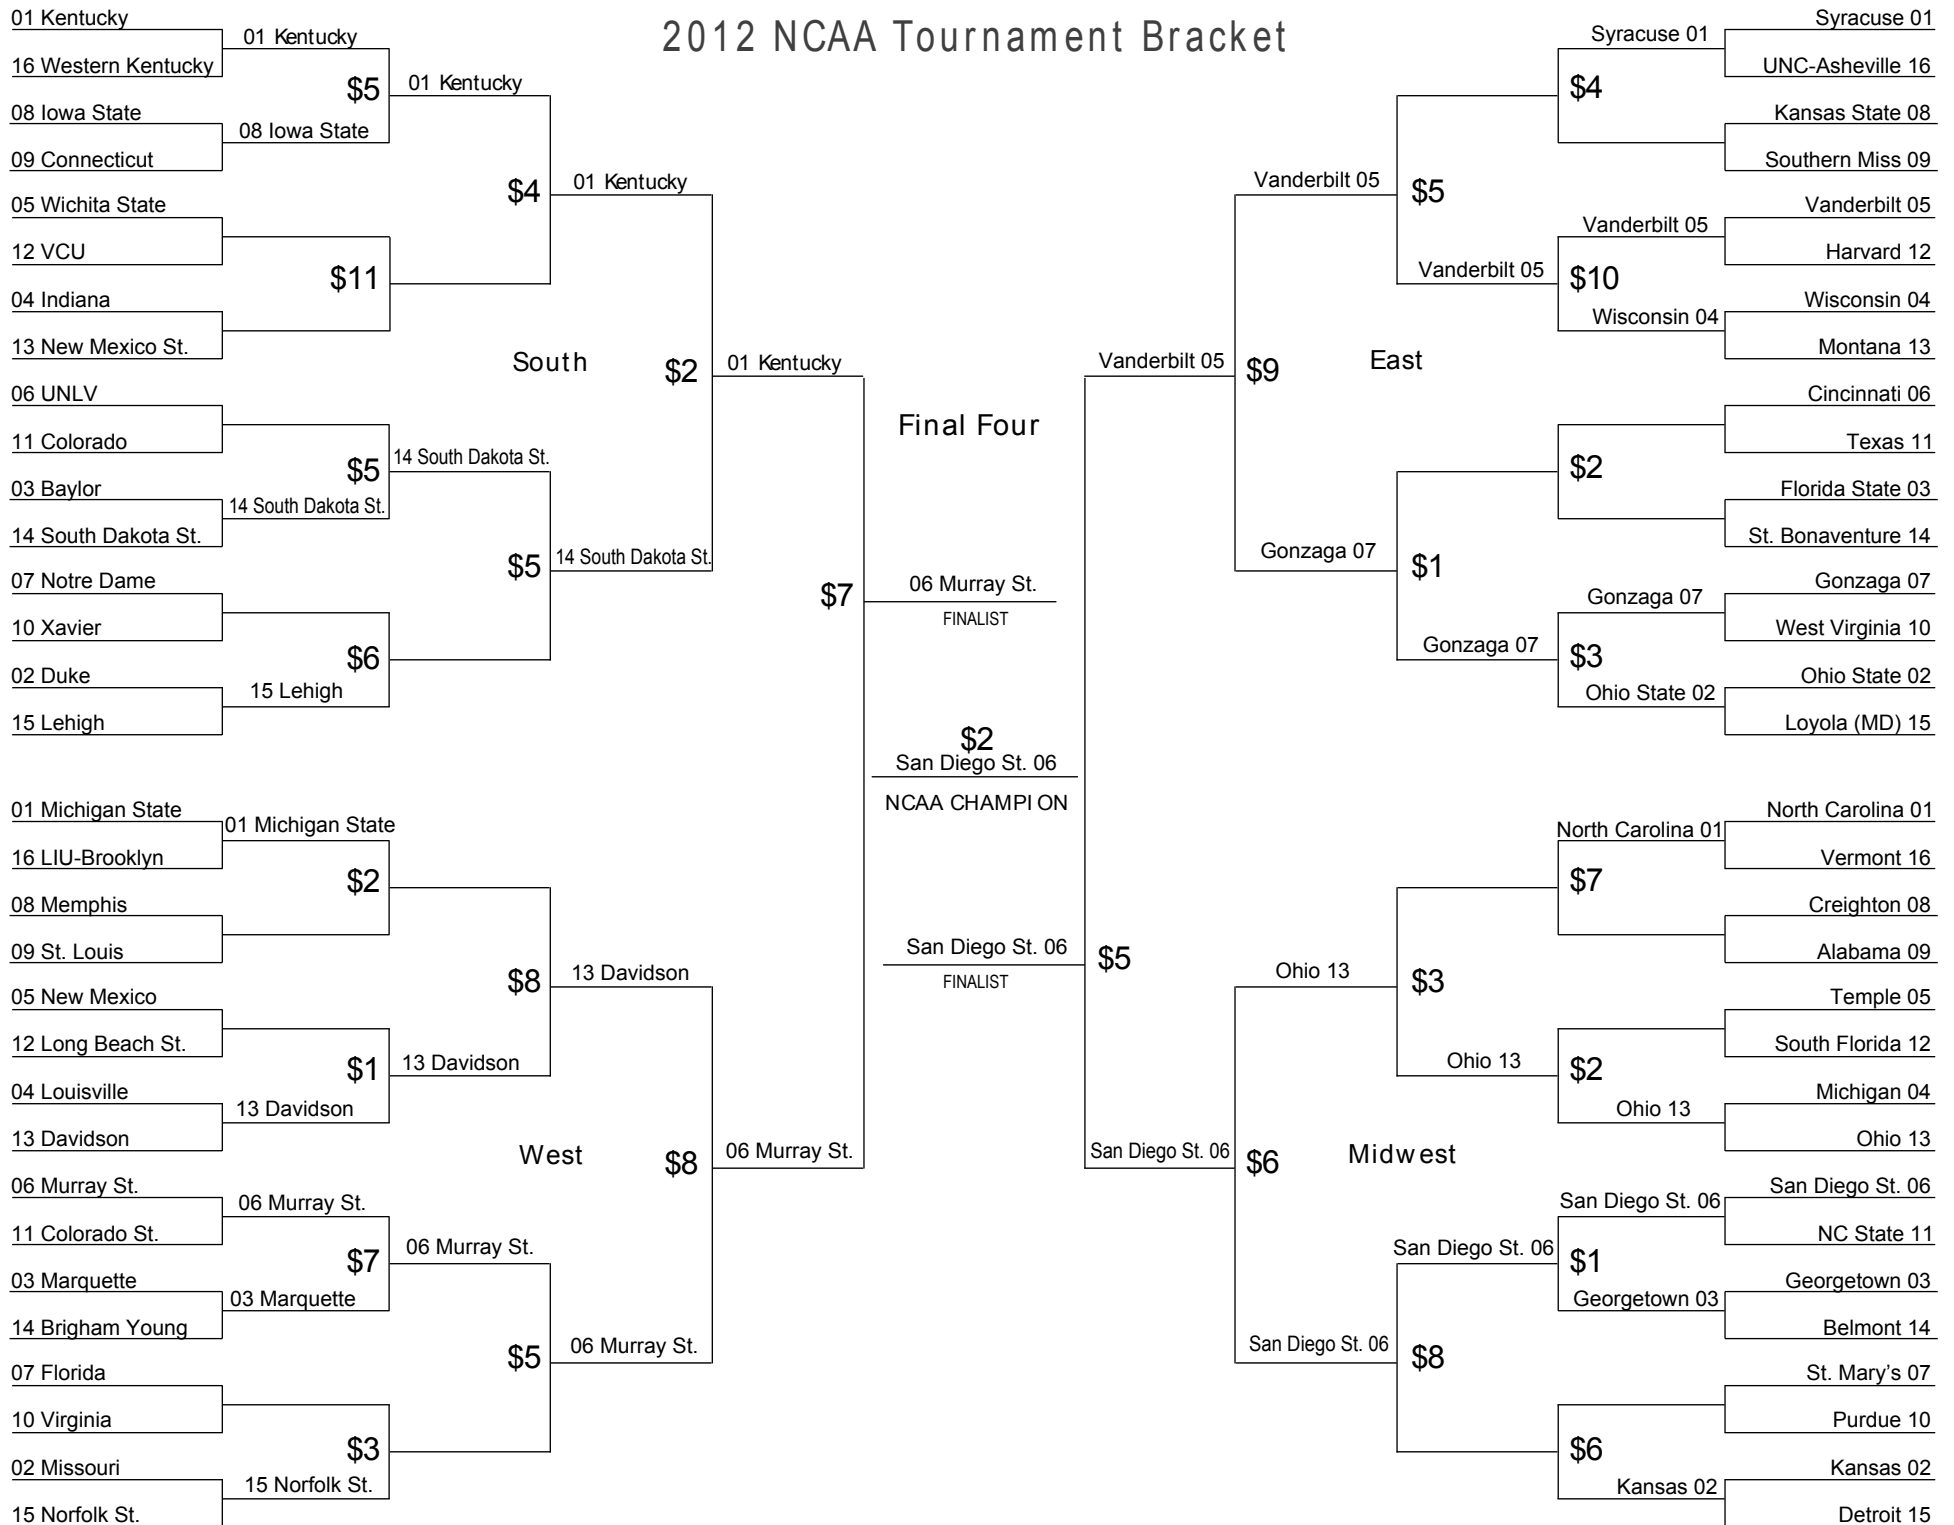 2012 NCAA Tournament Bracket
01 Kentucky
16 Western Kentucky
08 Iowa State
09 Connecticut
05 Wichita State
12 VCU
04 Indiana
13 New Mexico St.
06 UNLV
11 Colorado
03 Baylor
14 South Dakota St.
07 Notre Dame
10 Xavier
02 Duke
15 Lehigh
01 Kentucky
$5
08 Iowa State
$11
$5
14 South Dakota St.
$6
15 Lehigh
01 Kentucky
$4
14 South Dakota St.
$5
01 Kentucky
South
$2
14 South Dakota St.
01 Kentucky
01 Michigan State
16 LIU-Brooklyn
08 Memphis
09 St. Louis
05 New Mexico
12 Long Beach St.
04 Louisville
13 Davidson
06 Murray St.
11 Colorado St.
03 Marquette
14 Brigham Young
07 Florida
10 Virginia
02 Missouri
15 Norfolk St.
01 Michigan State
$2
$1
13 Davidson
06 Murray St.
$7
03 Marquette
$3
15 Norfolk St.
$8
13 Davidson
06 Murray St.
$5
13 Davidson
West
$8
06 Murray St.
06 Murray St.
Final Four
$7
06 Murray St.
FINALIST
$2
San Diego St. 06
NCAA CHAMPION
San Diego St. 06
FINALIST
$5
Vanderbilt 05
$9
East
Vanderbilt 05
Gonzaga 07
$5
Vanderbilt 05
$1
Gonzaga 07
Syracuse 01
$4
Vanderbilt 05
$10
Wisconsin 04
$2
Gonzaga 07
$3
Ohio State 02
Syracuse 01
UNC-Asheville 16
Kansas State 08
Southern Miss 09
Vanderbilt 05
Harvard 12
Wisconsin 04
Montana 13
Cincinnati 06
Texas 11
Florida State 03
St. Bonaventure 14
Gonzaga 07
West Virginia 10
Ohio State 02
Loyola (MD) 15
San Diego St. 06
$6
Midwest
Ohio 13
San Diego St. 06
$3
Ohio 13
San Diego St. 06
$8
North Carolina 01
$7
$2
Ohio 13
San Diego St. 06
$1
Georgetown 03
$6
Kansas 02
North Carolina 01
Vermont 16
Creighton 08
Alabama 09
Temple 05
South Florida 12
Michigan 04
Ohio 13
San Diego St. 06
NC State 11
Georgetown 03
Belmont 14
St. Mary's 07
Purdue 10
Kansas 02
Detroit 15